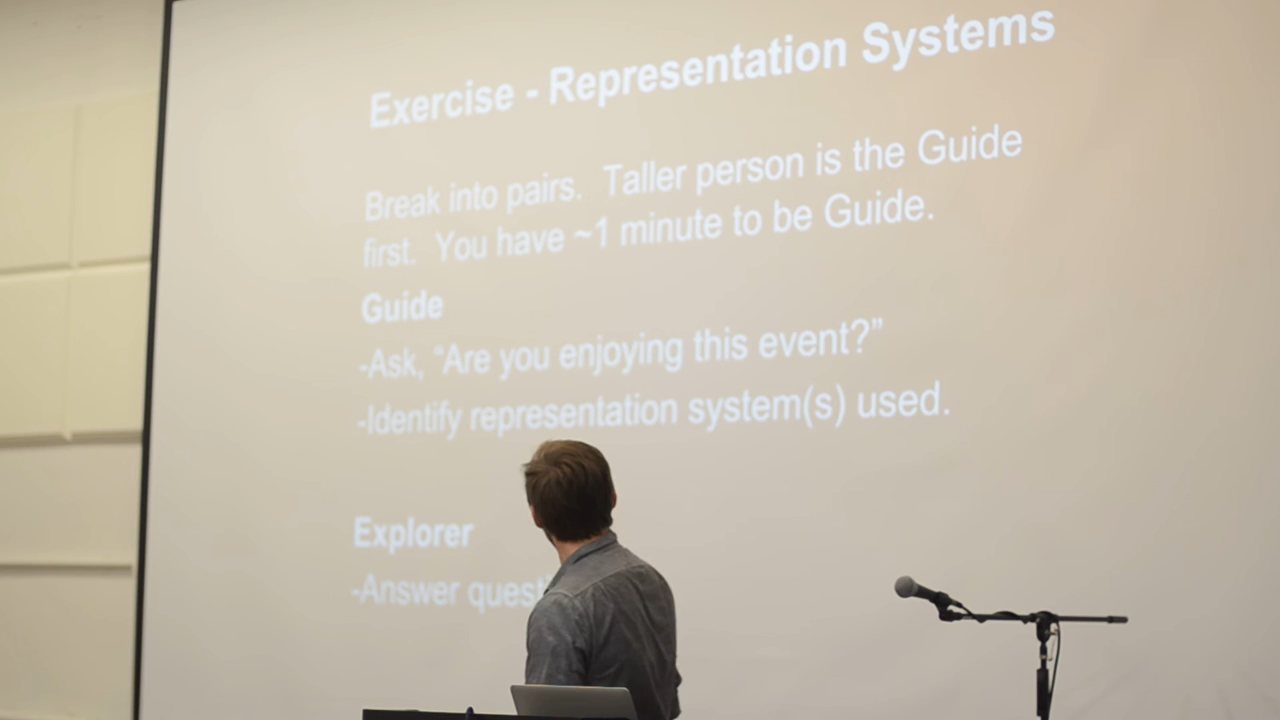 Exercise - Representation Systems
Break into pairs. Taller person is the Guide
first. You have ~1 minute to be Guide.
Guide
-Ask, “Are you enjoying this event?”
-Identify representation system(s) used.
Explorer
-Answer